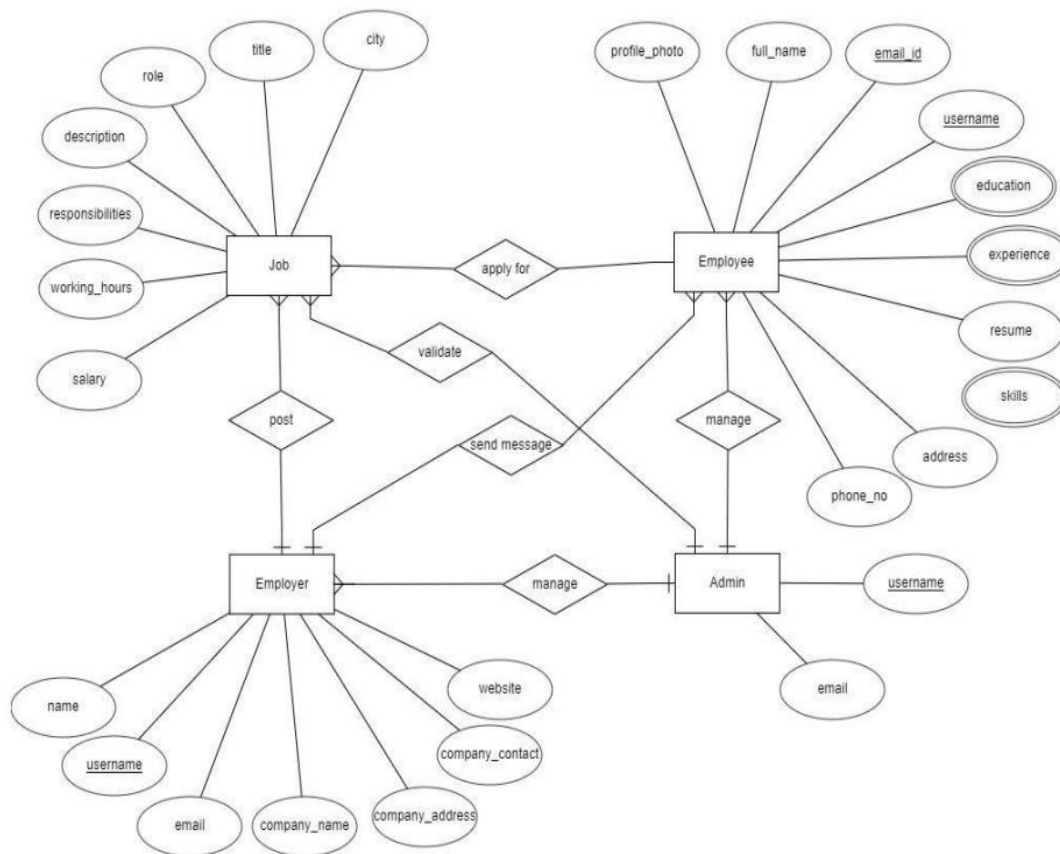 city
title
profile_photo
full_name
email_id
role
username
description
education
responsibilities
experience
Job
apply for
Employee
working_hours
resume
validate
salary
skills
post
send message
manage
address
phone_no
Employer
manage
Admin
username
website
email
name
company_contact
username
company_address
email
company_name